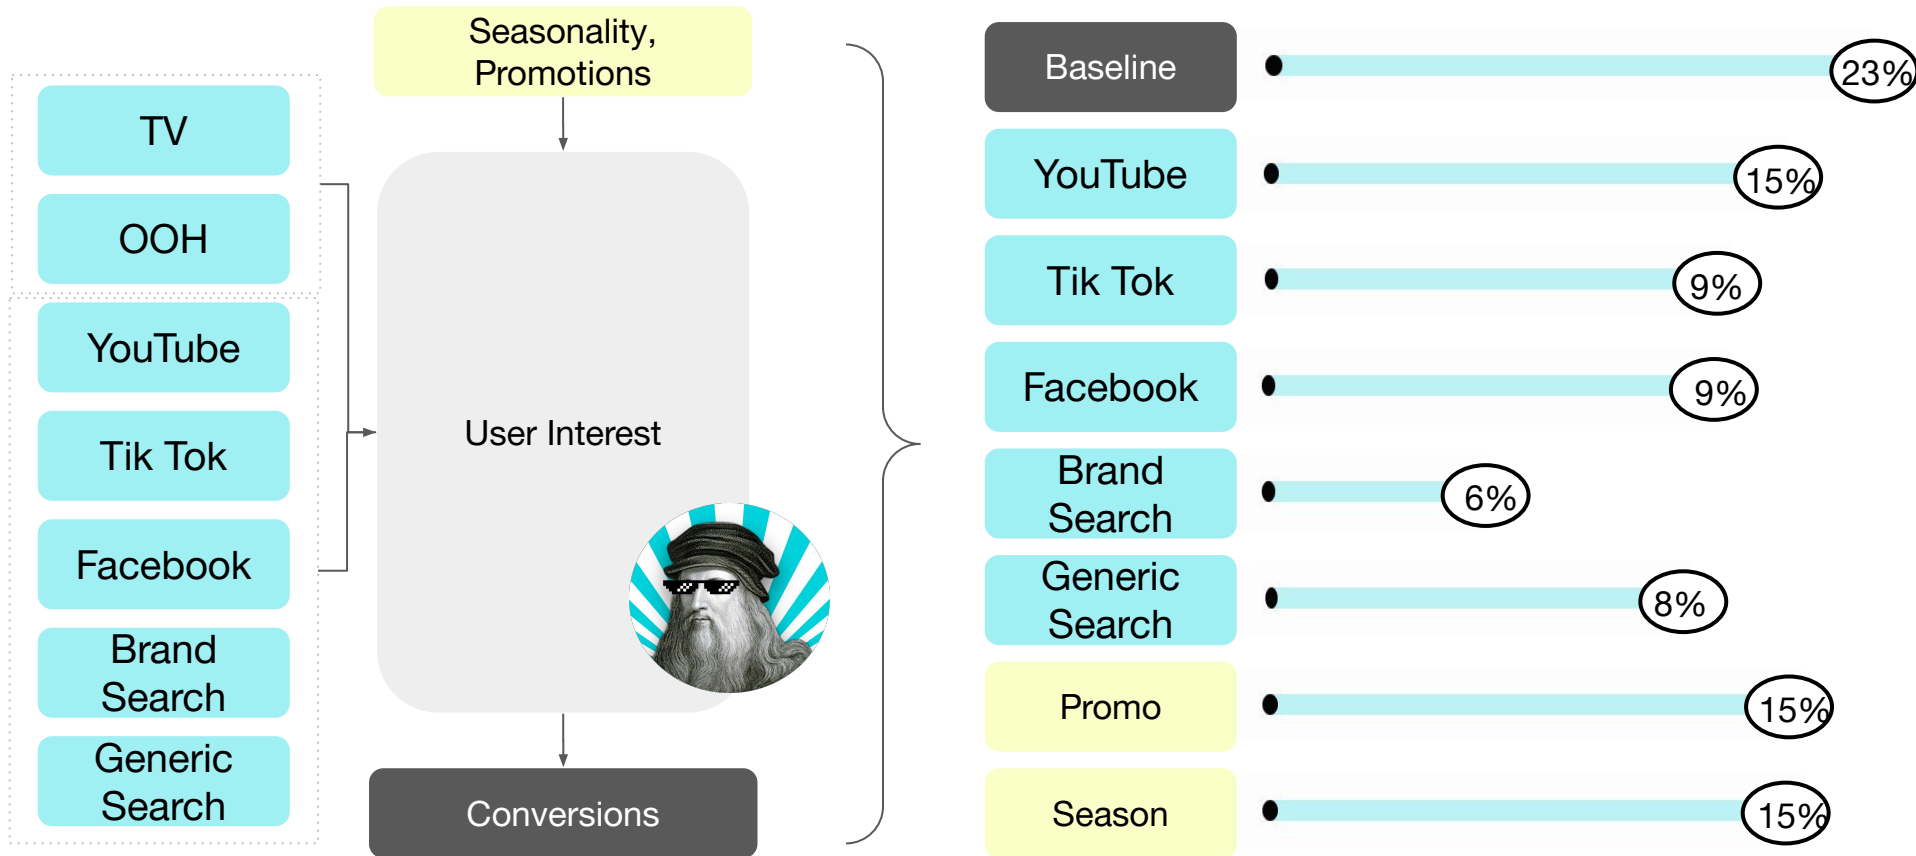 Seasonality,
Promotions
TV
OOH
YouTube
Tik Tok
Facebook
Brand
Search
Generic
Search
User Interest
Conversions
Baseline
23%
YouTube
15%
Tik Tok
9%
Facebook
9%
Brand
Search
6%
Generic
Search
8%
Promo
15%
Season
15%